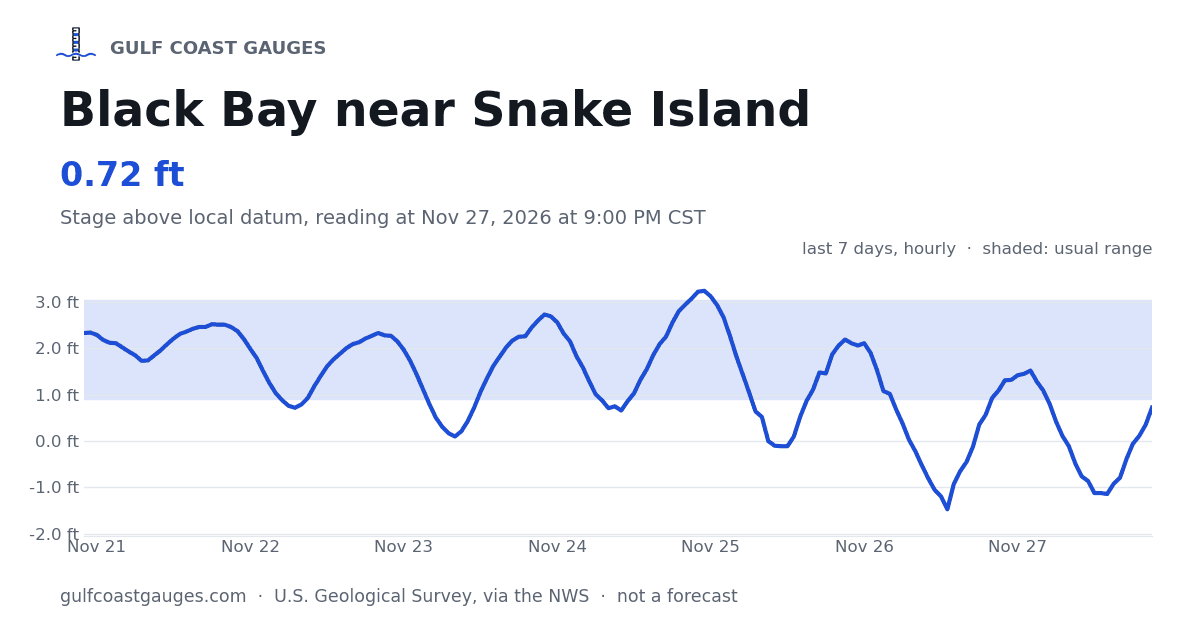 GULF COAST GAUGES
Black Bay near Snake Island
0.72 ft
Stage above local datum, reading at Nov 27, 2026 at 9:00 PM CST
last 7 days, hourly · shaded: usual range
3.0 ft
2.0 ft
1.0 ft
0.0 ft
-1.0 ft
-2.0 ft
Nov 21 Nov 22 Nov 23 Nov 24 Nov 25 Nov 26 Nov 27
gulfcoastgauges.com · U.S. Geological Survey, via the NWS · not a forecast